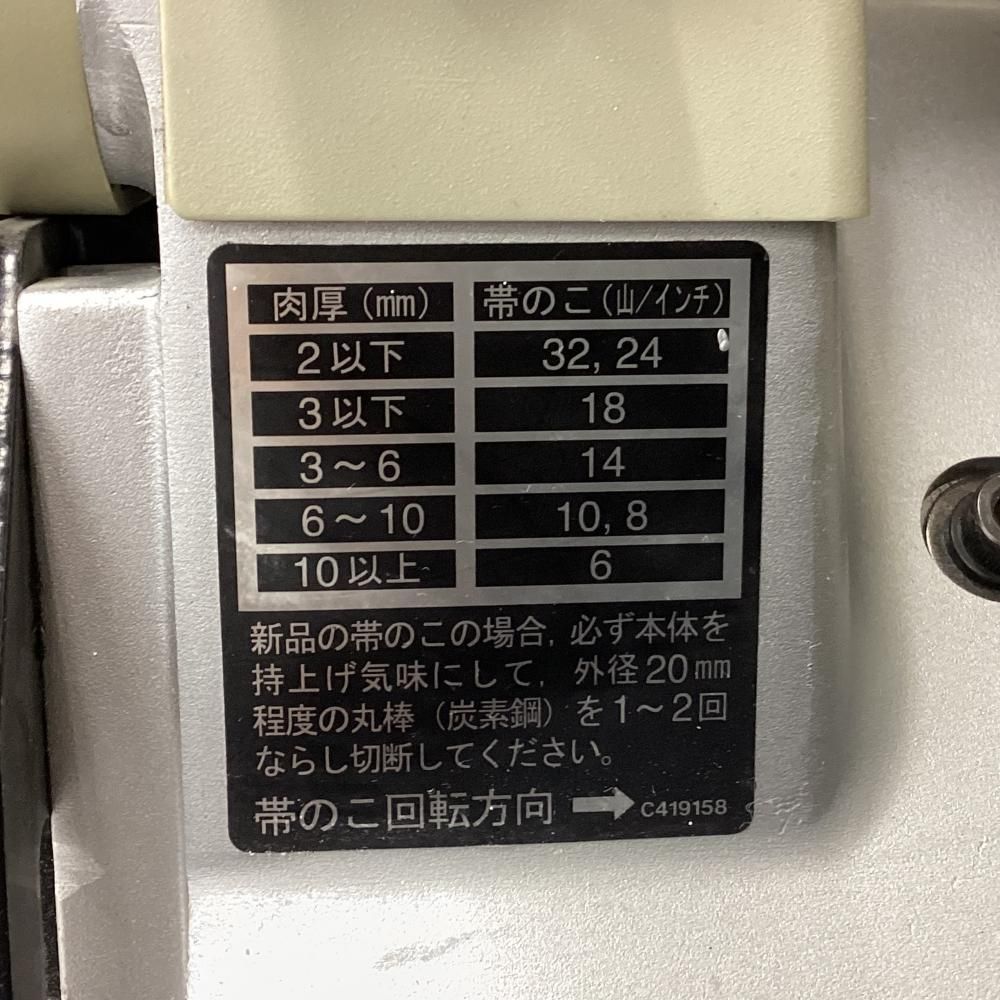 肉厚(mm) 帯のこ(山/インチ)
2以下 32, 24
3以下 18
3～6 14
6～10 10, 8
10以上 6
新品の帯のこの場合, 必ず本体を
持上げ気味にして, 外径20mm
程度の丸棒（炭素鋼）を1～2回
ならし切断してください。
帯のこ回転方向 → C419158